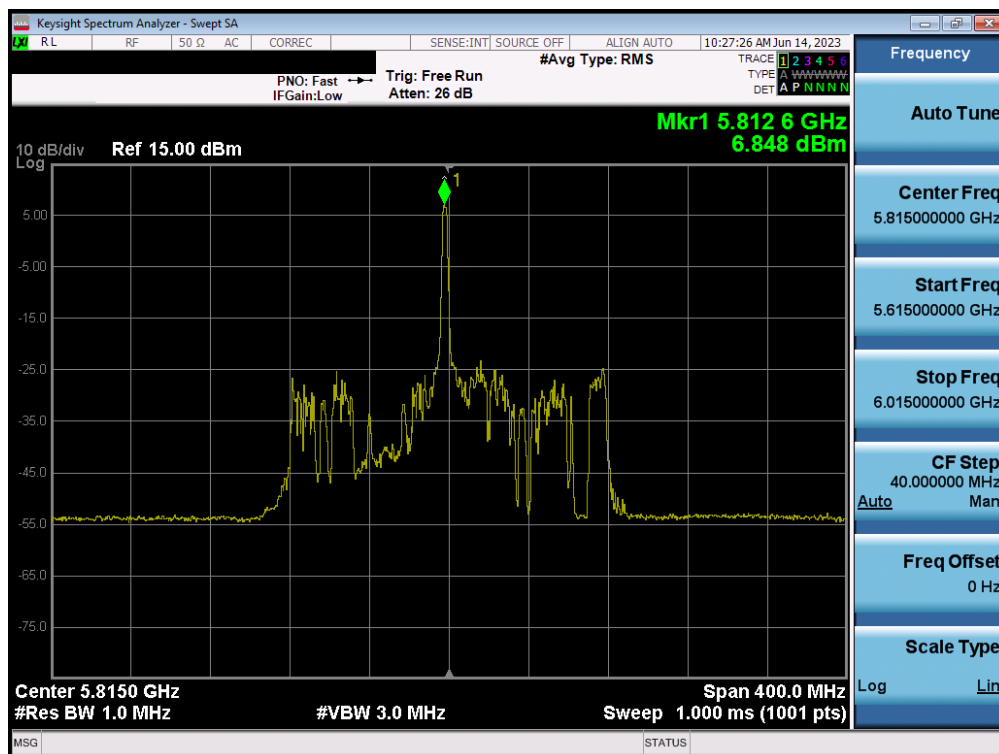 Keysight Spectrum Analyzer - Swept SA
LXI RL RF 50 Ω AC CORREC SENSE:INT SOURCE OFF ALIGN AUTO 10:27:26 AM Jun 14, 2023
Frequency
#Avg Type: RMS
TRACE 1 2 3 4 5 6
PNO: Fast Trig: Free Run
TYPE A WWWWW
IFGain:Low Atten: 26 dB
DET A P N N N N
Auto Tune
Mkr1 5.812 6 GHz
6.848 dBm
10 dB/div Ref 15.00 dBm
Log
1
5.00
-5.00
-15.0
-25.0
-35.0
-45.0
-55.0
-65.0
-75.0
Center Freq
5.815000000 GHz
Start Freq
5.615000000 GHz
Stop Freq
6.015000000 GHz
CF Step
40.000000 MHz
Auto Man
Freq Offset
0 Hz
Scale Type
Log Lin
Center 5.8150 GHz Span 400.0 MHz
#Res BW 1.0 MHz #VBW 3.0 MHz Sweep 1.000 ms (1001 pts)
MSG STATUS